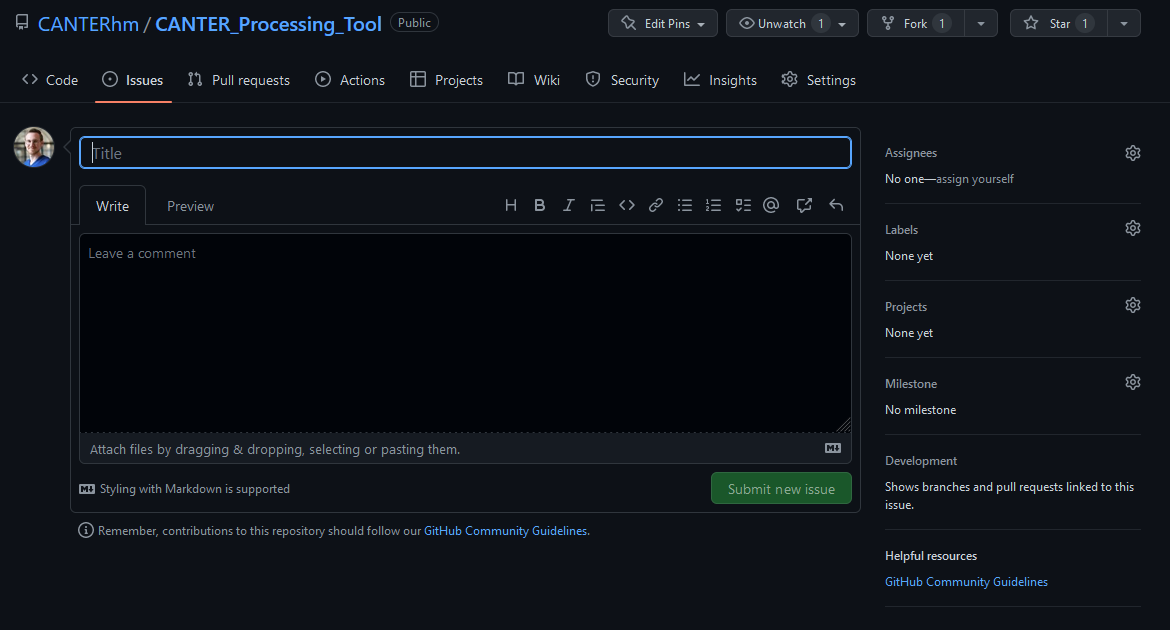 CANTERhm / CANTER_Processing_Tool Public
Edit Pins Unwatch 1 Fork 1 Star 1
Code Issues Pull requests Actions Projects Wiki Security Insights Settings
Title
Write Preview
Leave a comment
Attach files by dragging & dropping, selecting or pasting them.
Styling with Markdown is supported
Submit new issue
Remember, contributions to this repository should follow our GitHub Community Guidelines.
Assignees
No one—assign yourself
Labels
None yet
Projects
None yet
Milestone
No milestone
Development
Shows branches and pull requests linked to this
issue.
Helpful resources
GitHub Community Guidelines